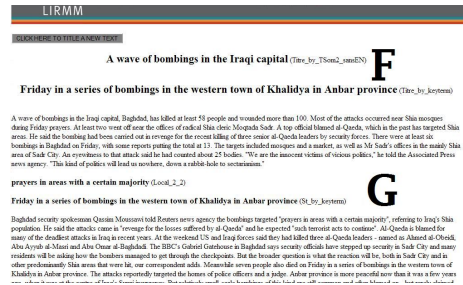 LIRMM
CLICK HERE TO TITLE A NEW TEXT
A wave of bombings in the Iraqi capital (Titre_by_TSom2_sansEN)
F
Friday in a series of bombings in the western town of Khalidya in Anbar province (Titre_by_keyterm)
A wave of bombings in the Iraqi capital, Baghdad, has killed at least 58 people and wounded more than 100. Most of the attacks occurred near Shia mosques
during Friday prayers. At least two went off near the offices of radical Shia cleric Moqtada Sadr. A top official blamed al-Qaeda, which in the past has targeted Shia
areas. He said the bombing had been carried out in revenge for the recent killing of three senior al-Qaeda leaders by security forces. There were at least six
bombings in Baghdad on Friday, with some reports putting the total at 13. The targets included mosques and a market, as well as Mr Sadr's offices in the mainly Shia
area of Sadr City. An eyewitness to that attack said he had counted about 25 bodies. "We are the innocent victims of vicious politics," he told the Associated Press
news agency. "This kind of politics will lead us nowhere, down a rabbit-hole to sectarianism."
prayers in areas with a certain majority (Local_2_2)
G
Friday in a series of bombings in the western town of Khalidya in Anbar province (St_by_keyterm)
Baghdad security spokesman Qassim Moussawi told Reuters news agency the bombings targeted "prayers in areas with a certain majority", referring to Iraq's Shia
population. He said the attacks came in "revenge for the losses suffered by al-Qaeda" and he expected "such terrorist acts to continue". Al-Qaeda is blamed for
many of the deadliest attacks in Iraq in recent years. At the weekend US and Iraqi forces said they had killed three al-Qaeda leaders - named as Ahmed al-Obeidi,
Abu Ayyub al-Masri and Abu Omar al-Baghdadi. The BBC's Gabriel Gatehouse in Baghdad says security officials have stepped up security in Sadr City and many
residents will be asking how the bombers managed to get through the checkpoints. But the broader question is what the reaction will be, both in Sadr City and in
other predominantly Shia areas that were hit, our correspondent adds. Meanwhile seven people also died on Friday in a series of bombings in the western town of
Khalidya in Anbar province. The attacks reportedly targeted the homes of police officers and a judge. Anbar province is more peaceful now than it was a few years